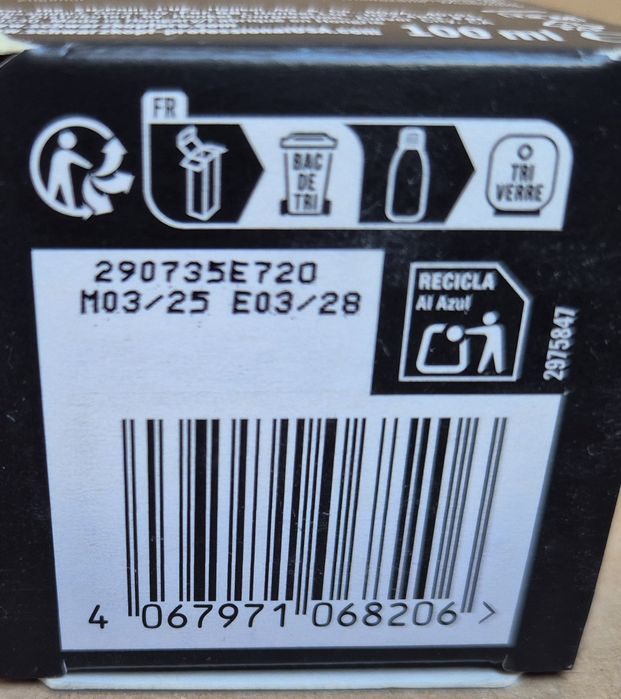 100 ml
FR
BAC
DE
TRI
TRI
VERRE
290735E720
M03/25 E03/28
RECICLA
Al Azul
2975847
4 067971 068206 >